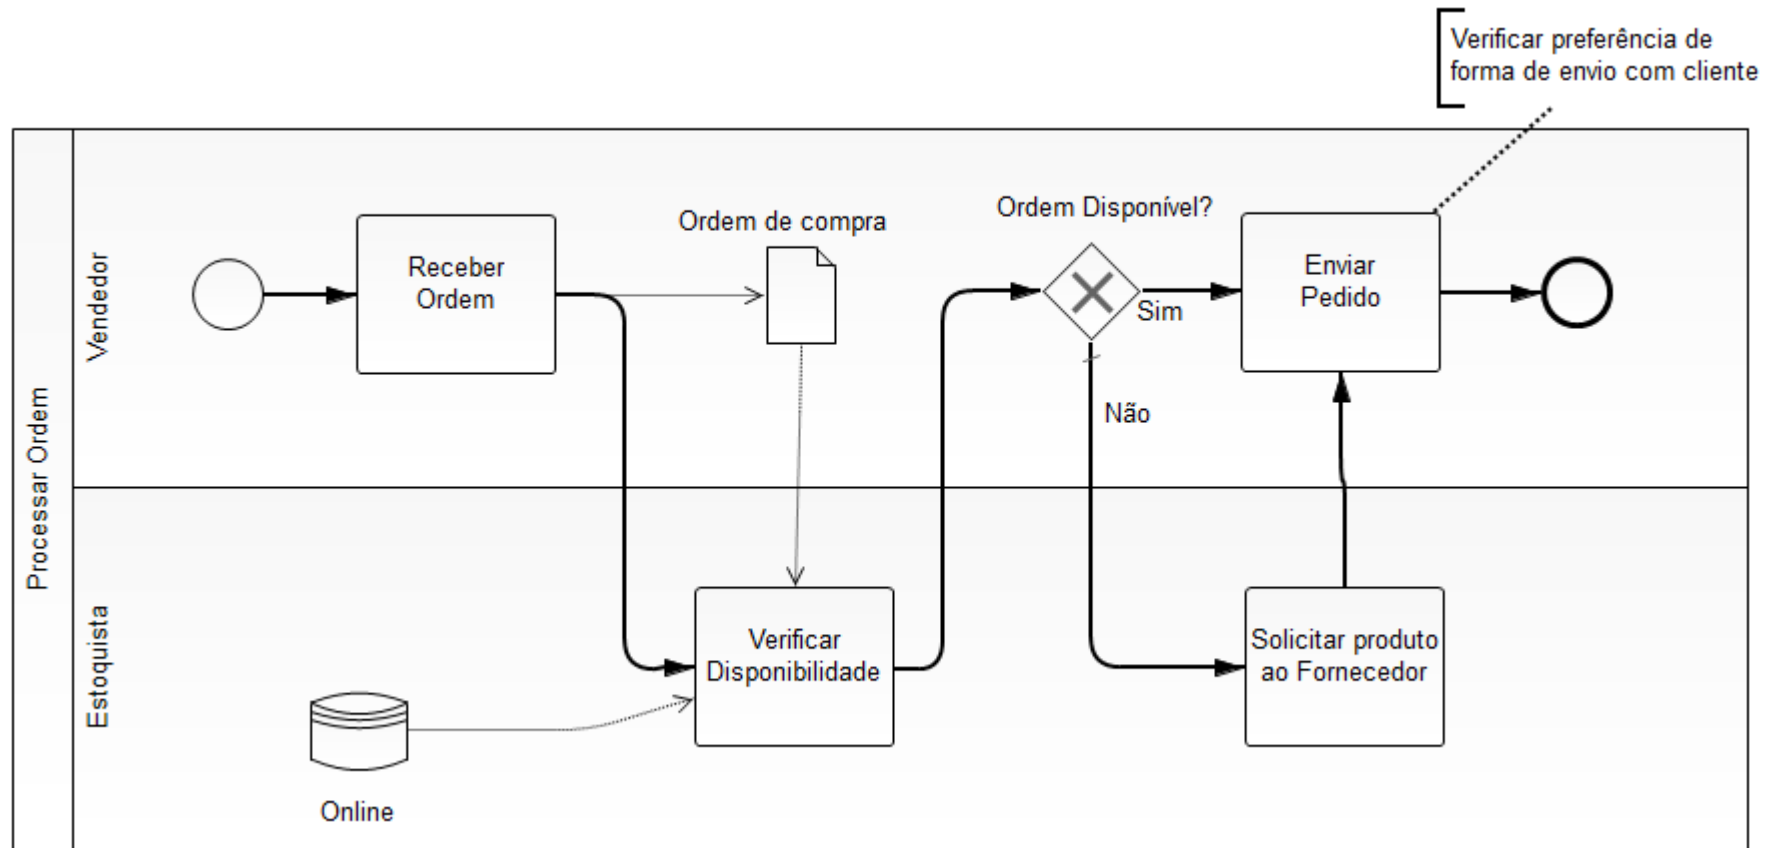 Verificar preferência de
forma de envio com cliente
Processar Ordem
Vendedor
Receber
Ordem
Ordem de compra
Ordem Disponível?
Sim
Não
Enviar
Pedido
Estoquista
Online
Verificar
Disponibilidade
Solicitar produto
ao Fornecedor